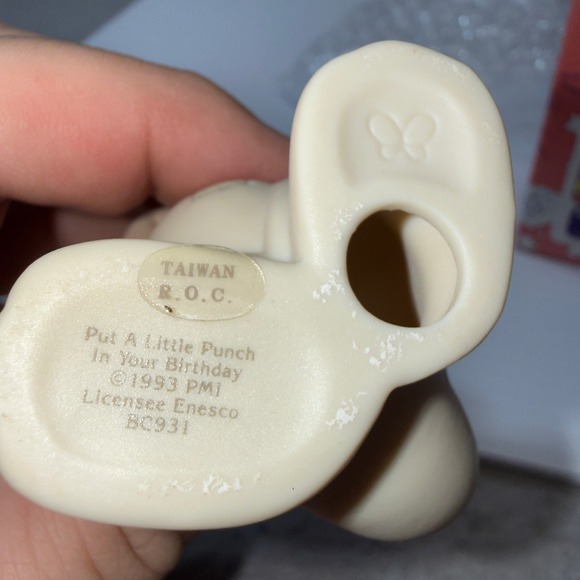 TAIWAN
R.O.C.
Put A Little Punch
In Your Birthday
©1993 PMI
Licensee Enesco
BC931